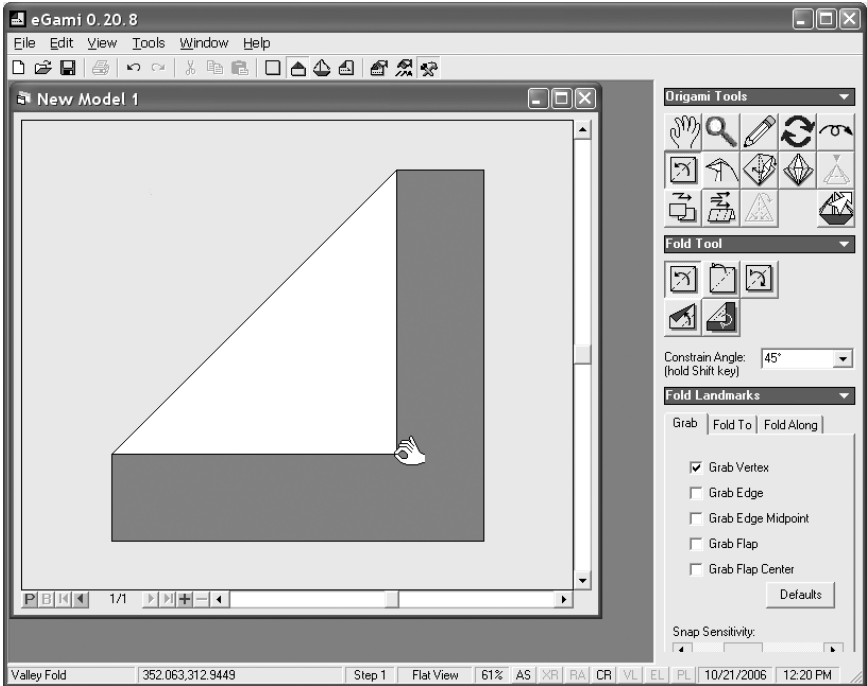 eGami 0.20.8
File Edit View Tools Window Help
New Model 1
P B 1/1
Origami Tools
Fold Tool
Constrain Angle: 45°
(hold Shift key)
Fold Landmarks
Grab Fold To Fold Along
Grab Vertex
Grab Edge
Grab Edge Midpoint
Grab Flap
Grab Flap Center
Defaults
Snap Sensitivity:
Valley Fold 352.063,312.9449 Step 1 Flat View 61% AS XR RA CR VL EL PL 10/21/2006 12:20 PM